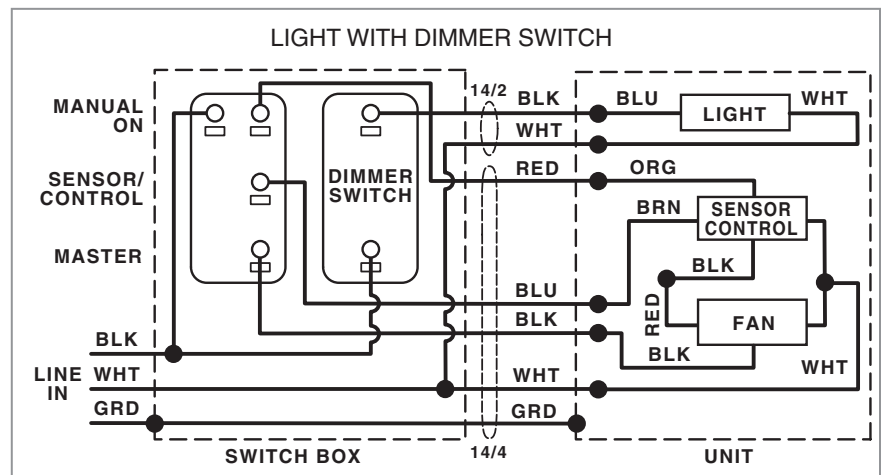 LIGHT WITH DIMMER SWITCH
MANUAL
ON
SENSOR/
CONTROL
MASTER
DIMMER
SWITCH
14/2
BLK
WHT
RED
BLU
BLK
WHT
GRD
14/4
BLU
LIGHT
WHT
ORG
BRN
SENSOR
CONTROL
BLK
RED
FAN
BLK
WHT
BLK
LINE
IN
WHT
GRD
SWITCH BOX
UNIT